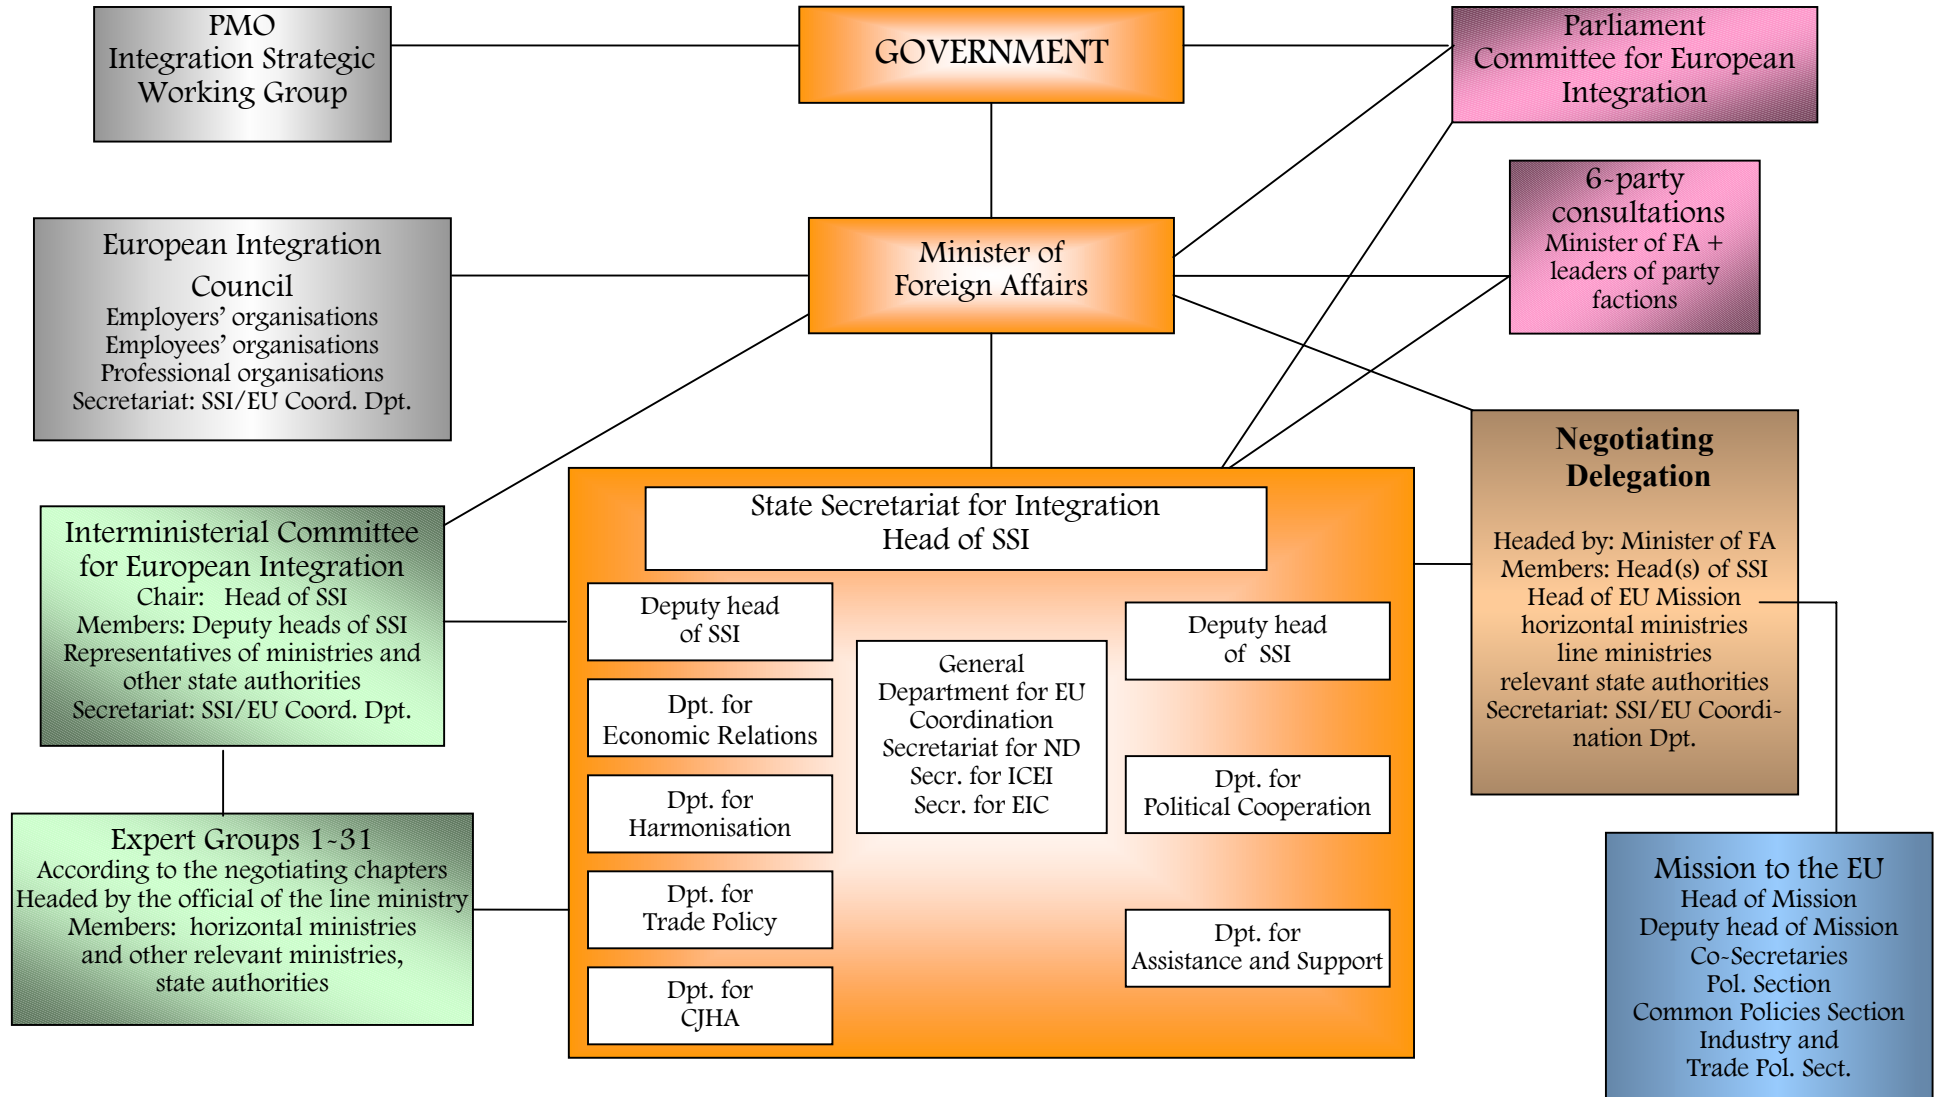 PMO
Integration Strategic
Working Group
GOVERNMENT
Parliament
Committee for European
Integration
6-party
consultations
Minister of FA +
leaders of party
factions
European Integration
Council
Employers' organisations
Employees' organisations
Professional organisations
Secretariat: SSI/EU Coord. Dpt.
Minister of
Foreign Affairs
Negotiating
Delegation
Headed by: Minister of FA
Members: Head(s) of SSI
Head of EU Mission
horizontal ministries
line ministries
relevant state authorities
Secretariat: SSI/EU Coordi-
nation Dpt.
Interministerial Committee
for European Integration
Chair: Head of SSI
Members: Deputy heads of SSI
Representatives of ministries and
other state authorities
Secretariat: SSI/EU Coord. Dpt.
State Secretariat for Integration
Head of SSI
Deputy head
of SSI
Dpt. for
Economic Relations
Dpt. for
Harmonisation
Dpt. for
Trade Policy
Dpt. for
CJHA
General
Department for EU
Coordination
Secretariat for ND
Secr. for ICEI
Secr. for EIC
Deputy head
of SSI
Dpt. for
Political Cooperation
Dpt. for
Assistance and Support
Expert Groups 1-31
According to the negotiating chapters
Headed by the official of the line ministry
Members: horizontal ministries
and other relevant ministries,
state authorities
Mission to the EU
Head of Mission
Deputy head of Mission
Co-Secretaries
Pol. Section
Common Policies Section
Industry and
Trade Pol. Sect.